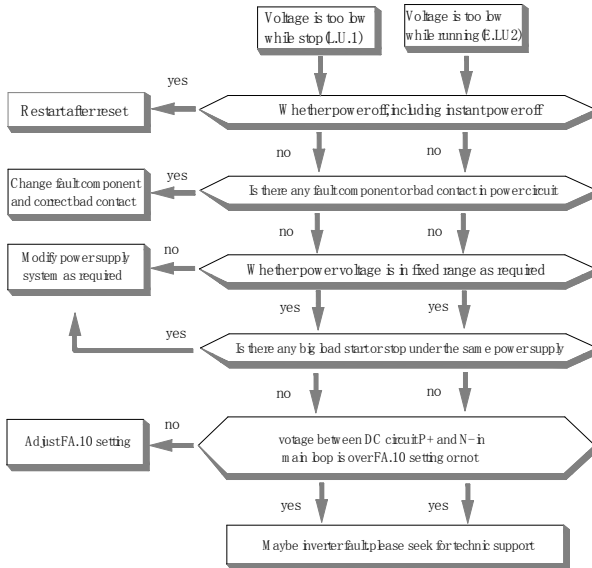 Voltage is too low
while stop (L.U.1)
Voltage is too low
while running (E.LU2)
yes
Restart after reset
Whether power off, including instant power off
no
no
yes
Change fault component
and correct bad contact
Is there any fault component or bad contact in power circuit
no
no
Modify power supply
system as required
no
Whether power voltage is in fixed range as required
yes
yes
yes
Is there any big load start or stop under the same power supply
no
no
no
Adjust FA.10 setting
votage between DC circuit P+ and N- in
main loop is over FA.10 setting or not
yes
yes
Maybe inverter fault, please seek for technic support